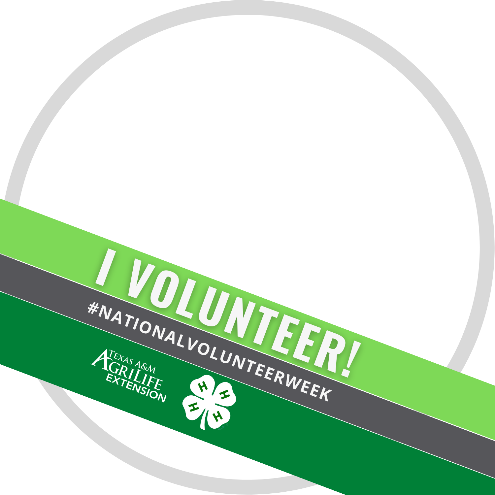 I VOLUNTEER!
#NATIONALVOLUNTEERWEEK
TEXAS A&M
AGRILIFE
EXTENSION
H H
H H